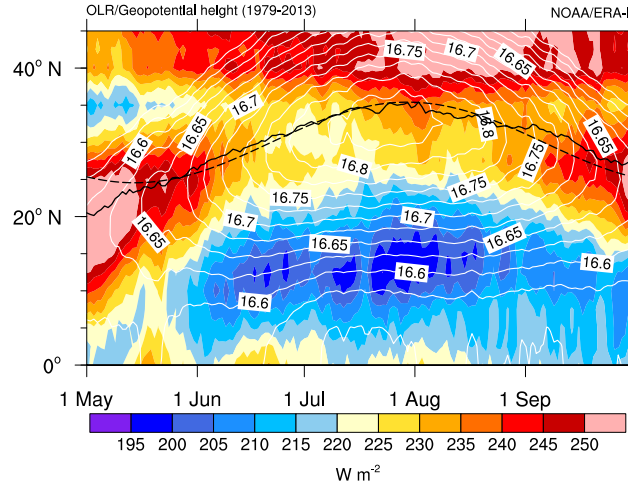 OLR/Geopotential height (1979-2013) NOAA/ERA-I
40° N
20° N
0°
16.75 16.7 16.65
16.7
16.65
16.6
16.8
16.65
16.8
16.75
16.75 16.75
16.7 16.7
16.65
16.65 16.65
16.6 16.6
16.6
1 May 1 Jun 1 Jul 1 Aug 1 Sep
195 200 205 210 215 220 225 230 235 240 245 250
W m-2